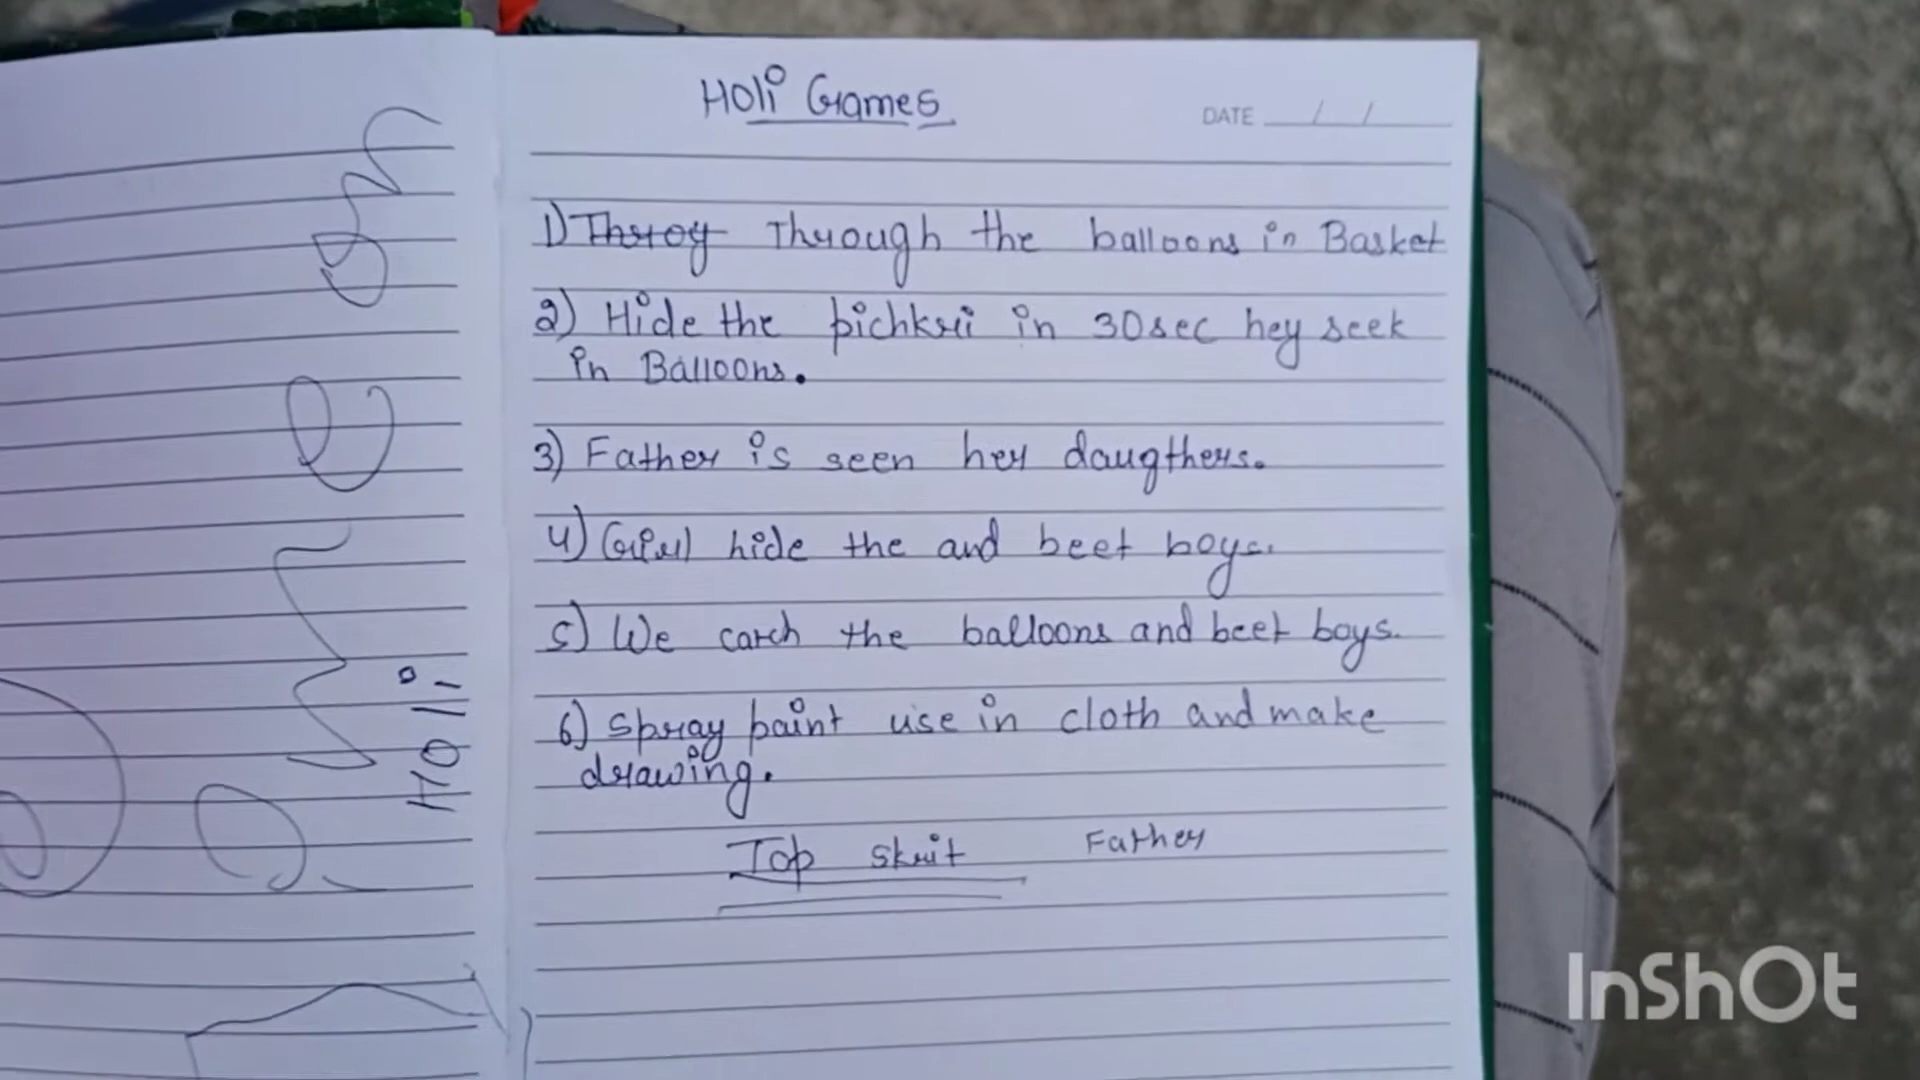 Holi Games
DATE / /
1) Throy Through the balloons in Basket
2) Hide the pichkri in 30sec hey seek
in Balloons.
3) Father is seen her daugthers.
4) Girl hide the and beet boys.
5) We catch the balloons and beet boys.
6) Spray paint use in cloth and make
drawing.
Top Skrit Father
Holi
InShOt